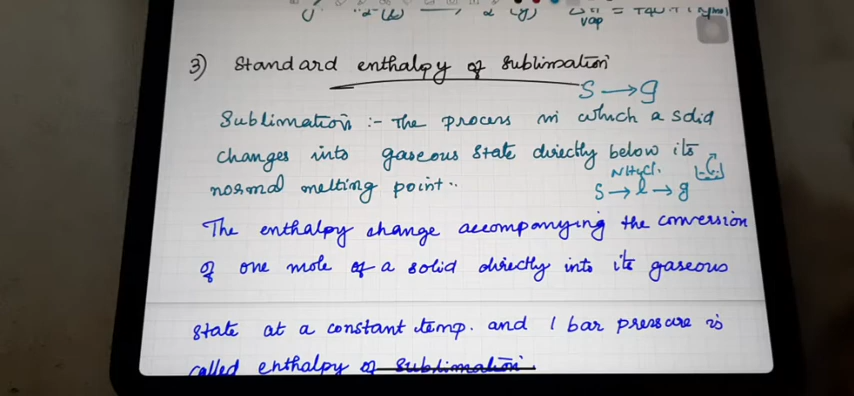 vap
3) Standard enthalpy of sublimation
S → g
Sublimation :- The process in which a solid
changes into gaseous state directly below its
NH4Cl.
normal melting point..
S → l → g
The enthalpy change accompanying the conversion
of one mole of a solid directly into its gaseous
state at a constant temp. and 1 bar pressure is
called enthalpy of sublimation.